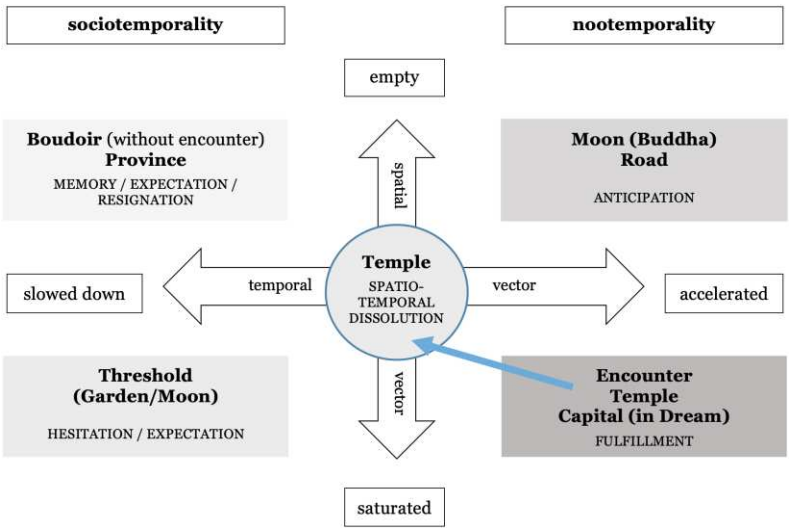 sociotemporality
nootemporality
empty
Boudoir (without encounter)
Province
MEMORY / EXPECTATION /
RESIGNATION
spatial
Moon (Buddha)
Road
ANTICIPATION
slowed down
temporal
Temple
SPATIO-
TEMPORAL
DISSOLUTION
vector
accelerated
Threshold
(Garden/Moon)
HESITATION / EXPECTATION
vector
Encounter
Temple
Capital (in Dream)
FULFILLMENT
saturated